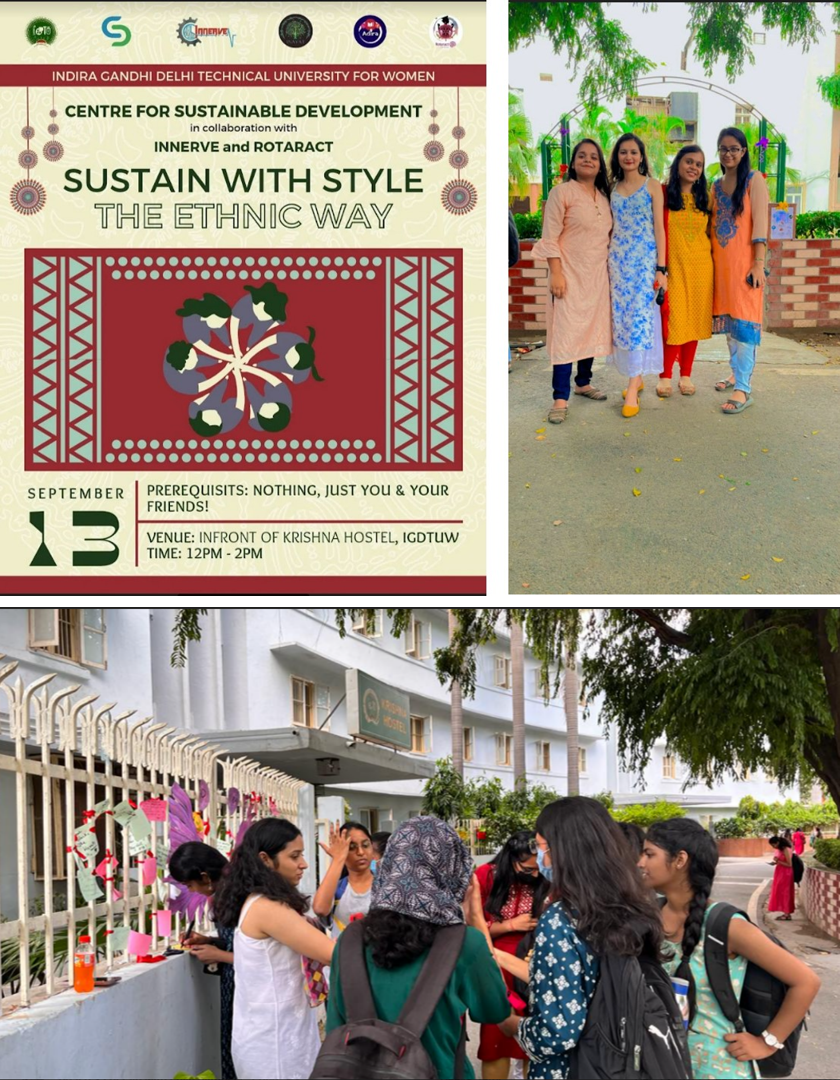 INNERVE
INDIRA GANDHI DELHI TECHNICAL UNIVERSITY FOR WOMEN
CENTRE FOR SUSTAINABLE DEVELOPMENT
in collaboration with
INNERVE and ROTARACT
SUSTAIN WITH STYLE
THE ETHNIC WAY
SEPTEMBER
13
PREREQUISITS: NOTHING, JUST YOU & YOUR
FRIENDS!
VENUE: INFRONT OF KRISHNA HOSTEL, IGDTUW
TIME: 12PM - 2PM
KRISHNA
HOSTEL